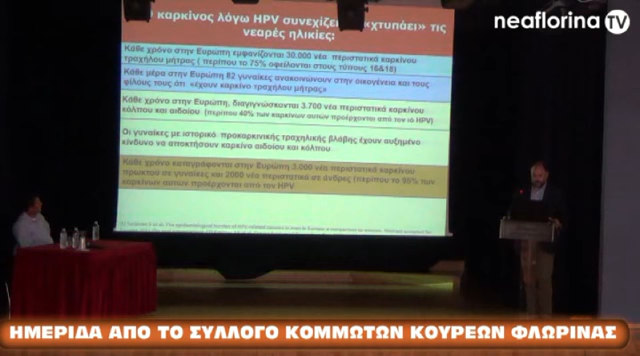 neaflorina TV
καρκίνος λόγω HPV συνεχίζει «χτυπάει» τις
νεαρές ηλικίες:
Κάθε χρόνο στην Ευρώπη εμφανίζονται 30.000 νέα περιστατικά καρκίνου
τραχήλου μήτρας ( περίπου το 75% οφείλονται στους τύπους 16&18)
Κάθε μέρα στην Ευρώπη 82 γυναίκες ανακοινώνουν στην οικογένεια και τους
φίλους τους ότι «έχουν καρκίνο τραχήλου μήτρας»
Κάθε χρόνο στην Ευρώπη, διαγιγνώσκονται 3.700 νέα περιστατικά καρκίνου
κόλπου και αιδοίου (περίπου 40% των καρκίνων αυτών προέρχονται από τον ιό HPV)
Οι γυναίκες με ιστορικό προκαρκινικής τραχηλικής βλάβης έχουν αυξημένο
κίνδυνο να αποκτήσουν καρκίνο αιδοίου και κόλπου
Κάθε χρόνο καταγράφονται στην Ευρώπη 3.000 νέα περιστατικά καρκίνου
πρωκτού σε γυναίκες και 2000 νέα περιστατικά σε άνδρες (περίπου το 95% των
καρκίνων αυτών προέρχονται από τον HPV
ΗΜΕΡΙΔΑ ΑΠΟ ΤΟ ΣΥΛΛΟΓΟ ΚΟΜΜΩΤΩΝ ΚΟΥΡΕΩΝ ΦΛΩΡΙΝΑΣ